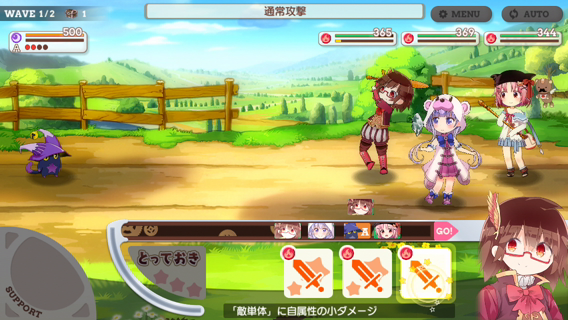 WAVE 1/2 1
通常攻撃
MENU
AUTO
500
A
365
369
344
GO!
とっておき
SUPPORT
「敵単体」に自属性の小ダメージ